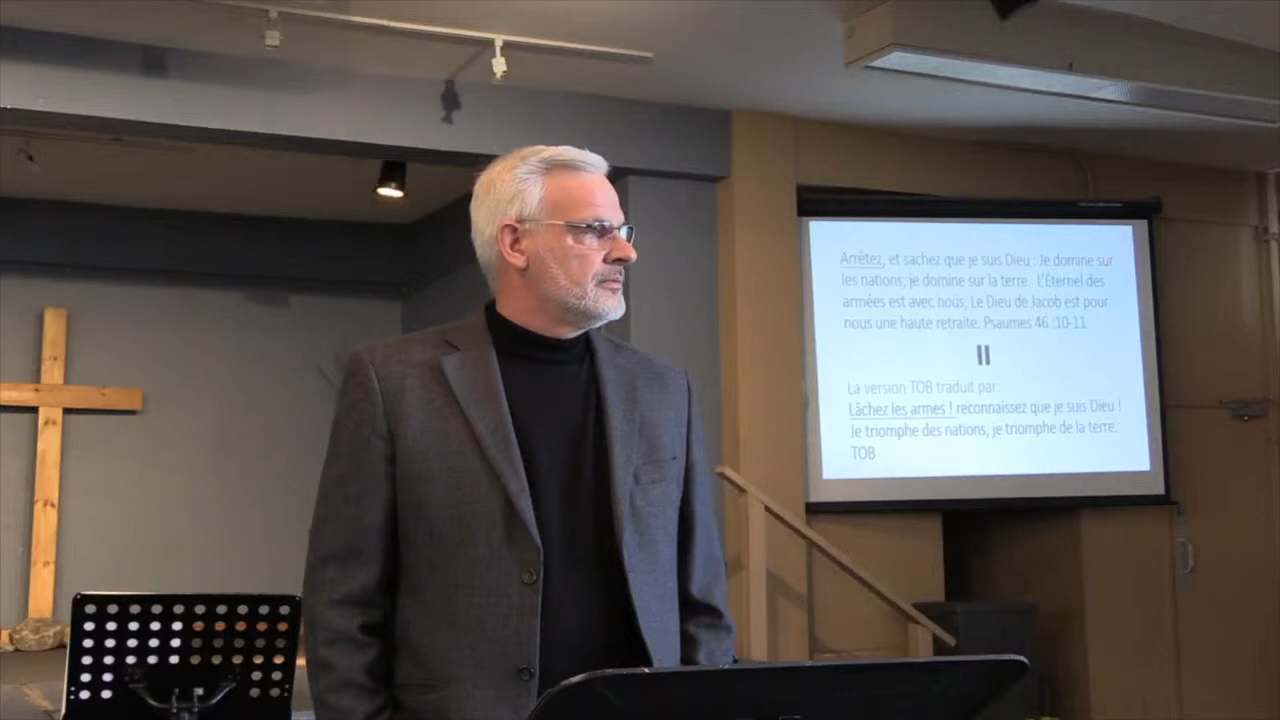 Arrêtez, et sachez que je suis Dieu : Je domine sur
les nations, je domine sur la terre. L'Éternel des
armées est avec nous, Le Dieu de Jacob est pour
nous une haute retraite. Psaumes 46 :10-11
La version TOB traduit par:
Lâchez les armes ! reconnaissez que je suis Dieu !
Je triomphe des nations, je triomphe de la terre.
TOB